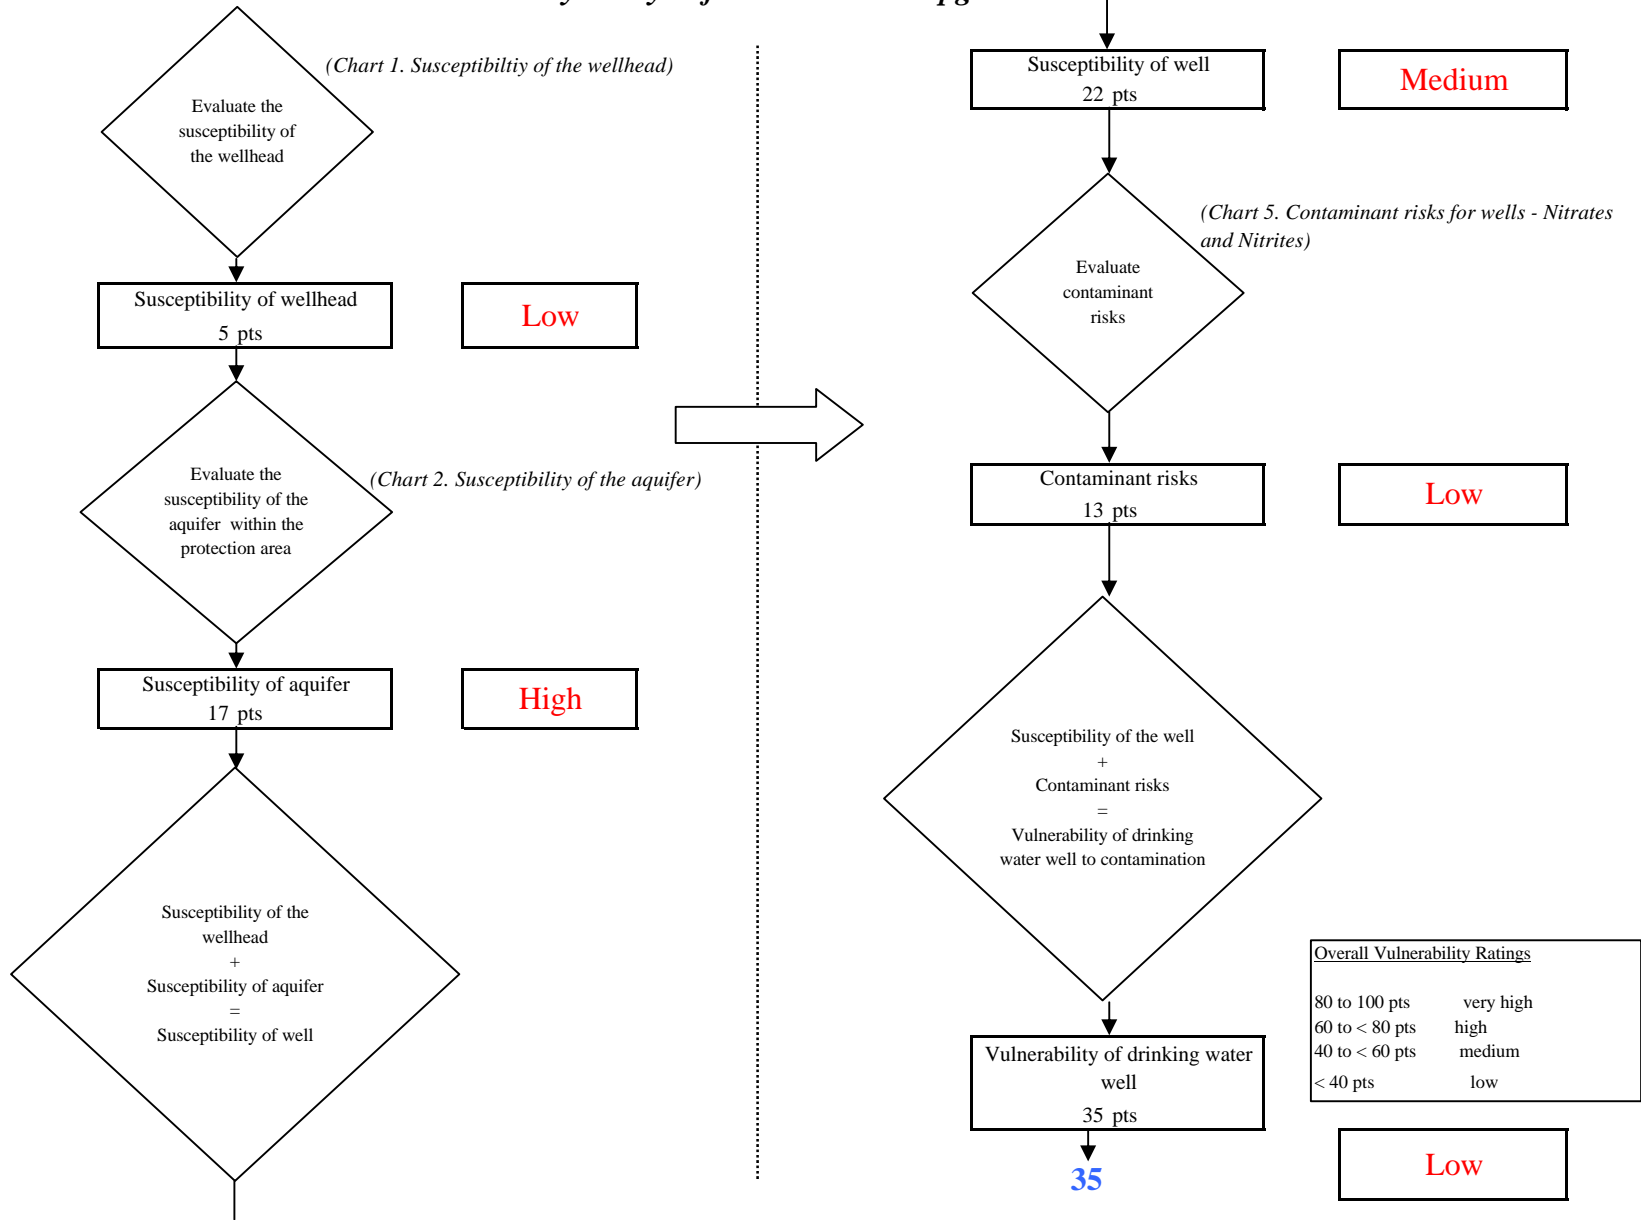 (Chart 1. Susceptibiltiy of the wellhead)
Evaluate the
susceptibility of
the wellhead
Susceptibility of wellhead
5 pts
Low
Evaluate the
susceptibility of the
aquifer within the
protection area
(Chart 2. Susceptibility of the aquifer)
Susceptibility of aquifer
17 pts
High
Susceptibility of the
wellhead
+
Susceptibility of aquifer
=
Susceptibility of well
Susceptibility of well
22 pts
Medium
(Chart 5. Contaminant risks for wells - Nitrates
and Nitrites)
Evaluate
contaminant
risks
Contaminant risks
13 pts
Low
Susceptibility of the well
+
Contaminant risks
=
Vulnerability of drinking
water well to contamination
Overall Vulnerability Ratings
80 to 100 pts very high
60 to < 80 pts high
40 to < 60 pts medium
< 40 pts low
Vulnerability of drinking water
well
35 pts
35
Low